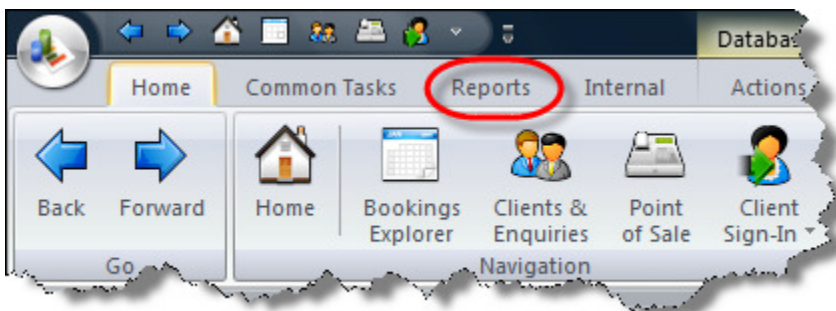 Databas
Home Common Tasks Reports Internal Actions
Back Forward Home Bookings Explorer Clients & Enquiries Point of Sale Client Sign-In
Go Navigation